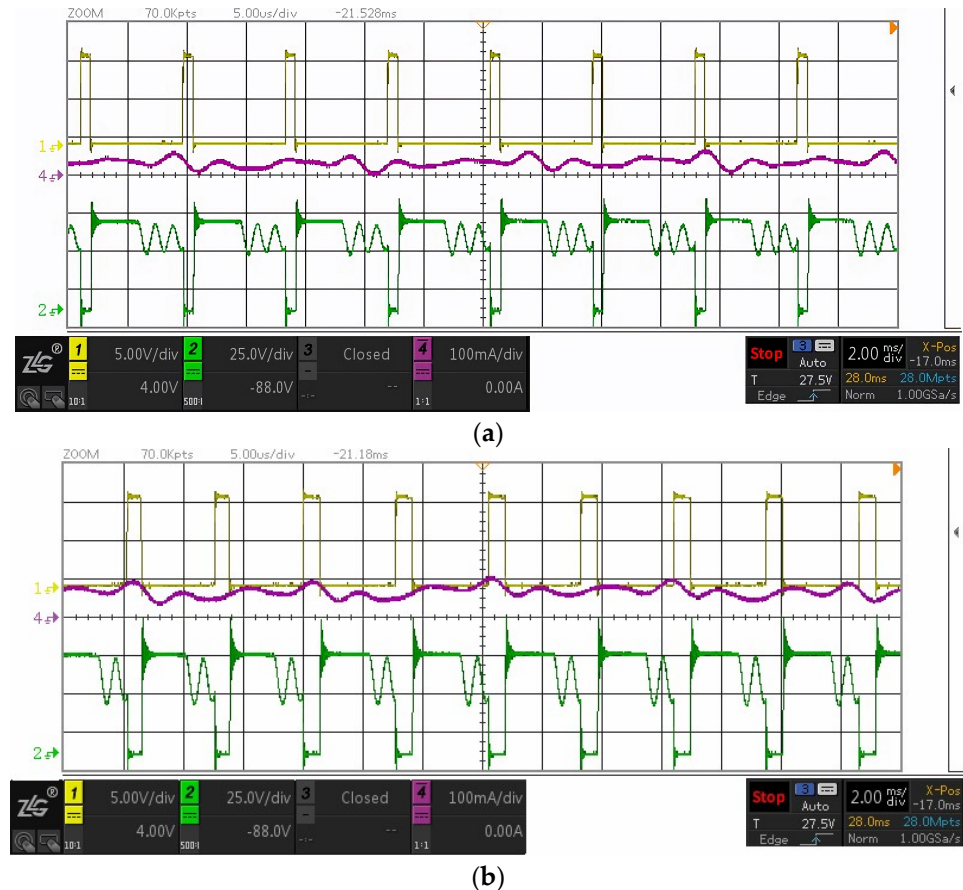 ZOOM 70.0Kpts 5.00us/div -21.528ms
1
4
2
ZLG®
1 5.00V/div 2 25.0V/div 3 Closed 4 100mA/div
4.00V -88.0V -- 0.00A
10:1 500:1 -:- 1:1
Stop 3 2.00 ms/div X-Pos
Auto -17.0ms
T 27.5V 28.0ms 28.0Mpts
Edge Norm 1.00GSa/s
(a)
ZOOM 70.0Kpts 5.00us/div -21.18ms
1
4
2
ZLG®
1 5.00V/div 2 25.0V/div 3 Closed 4 100mA/div
4.00V -88.0V -- 0.00A
10:1 500:1 -:- 1:1
Stop 3 2.00 ms/div X-Pos
Auto -17.0ms
T 27.5V 28.0ms 28.0Mpts
Edge Norm 1.00GSa/s
(b)